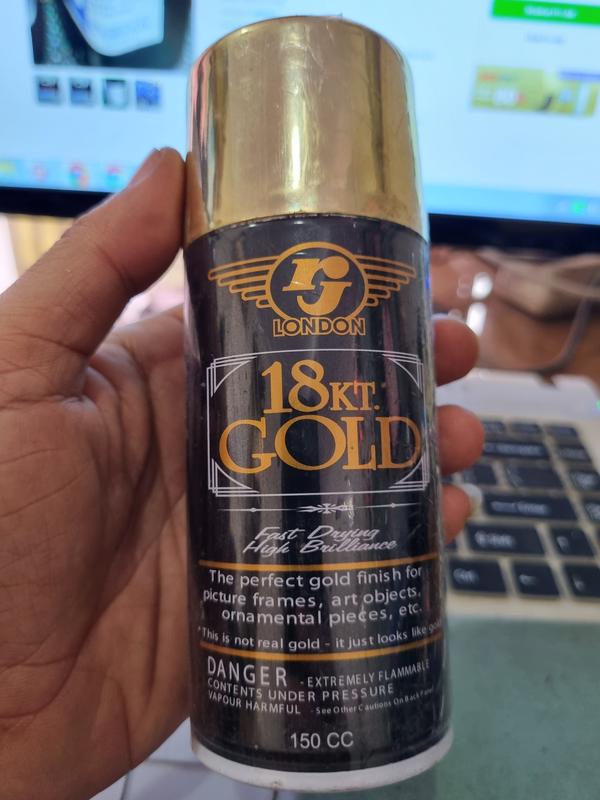 rj
LONDON
18KT.
GOLD
Fast Drying
High Brilliance
The perfect gold finish for
picture frames, art objects,
ornamental pieces, etc.
*This is not real gold - it just looks like gold
DANGER - EXTREMELY FLAMMABLE
CONTENTS UNDER PRESSURE
VAPOUR HARMFUL - See Other Cautions On Back Panel
150 CC
Ctrl